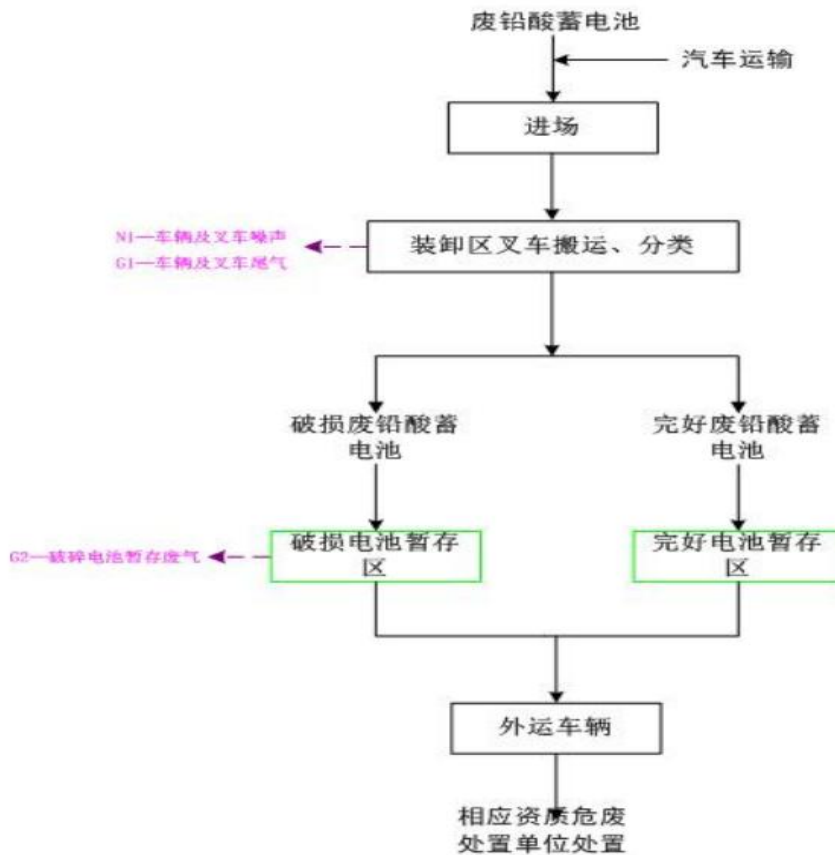 废铅酸蓄电池
汽车运输
进场
N1—车辆及叉车噪声
G1—车辆及叉车尾气
装卸区叉车搬运、分类
破损废铅酸蓄
电池
完好废铅酸蓄
电池
G2—破碎电池暂存废气
破损电池暂存
区
完好电池暂存
区
外运车辆
相应资质危废
处置单位处置